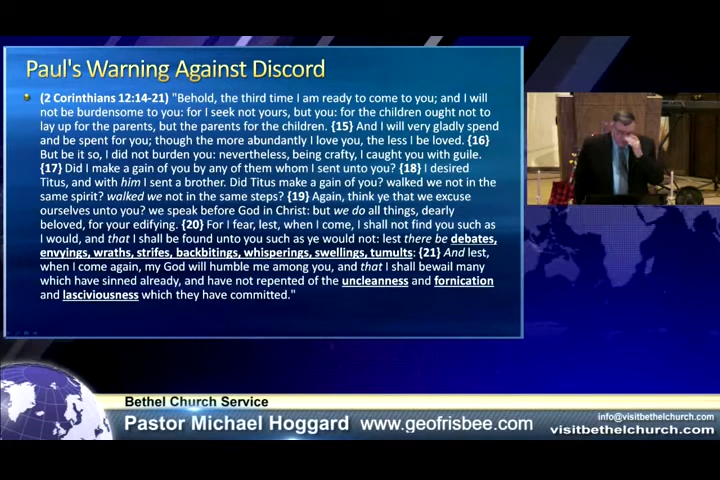 Paul's Warning Against Discord
(2 Corinthians 12:14-21) "Behold, the third time I am ready to come to you; and I will
not be burdensome to you: for I seek not yours, but you: for the children ought not to
lay up for the parents, but the parents for the children. {15} And I will very gladly spend
and be spent for you; though the more abundantly I love you, the less I be loved. {16}
But be it so, I did not burden you: nevertheless, being crafty, I caught you with guile.
{17} Did I make a gain of you by any of them whom I sent unto you? {18} I desired
Titus, and with him I sent a brother. Did Titus make a gain of you? walked we not in the
same spirit? walked we not in the same steps? {19} Again, think ye that we excuse
ourselves unto you? we speak before God in Christ: but we do all things, dearly
beloved, for your edifying. {20} For I fear, lest, when I come, I shall not find you such as
I would, and that I shall be found unto you such as ye would not: lest there be debates,
envyings, wraths, strifes, backbitings, whisperings, swellings, tumults: {21} And lest,
when I come again, my God will humble me among you, and that I shall bewail many
which have sinned already, and have not repented of the uncleanness and fornication
and lasciviousness which they have committed."
Bethel Church Service
Pastor Michael Hoggard www.geofrisbee.com
info@visitbethelchurch.com
visitbethelchurch.com